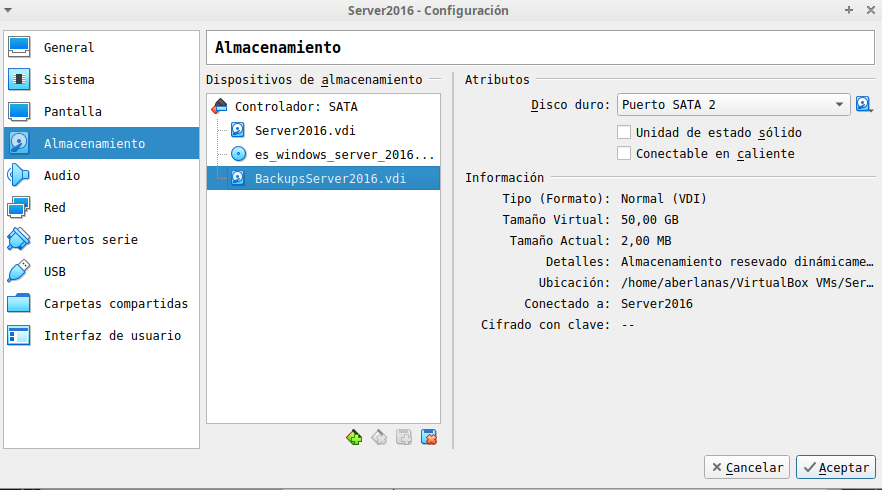 Server2016 - Configuración
General
Sistema
Pantalla
Almacenamiento
Audio
Red
Puertos serie
USB
Carpetas compartidas
Interfaz de usuario
Almacenamiento
Dispositivos de almacenamiento
Controlador: SATA
Server2016.vdi
es_windows_server_2016...
BackupsServer2016.vdi
Atributos
Disco duro: Puerto SATA 2
Unidad de estado sólido
Conectable en caliente
Información
Tipo (Formato): Normal (VDI)
Tamaño Virtual: 50,00 GB
Tamaño Actual: 2,00 MB
Detalles: Almacenamiento resevado dinámicame…
Ubicación: /home/aberlanas/VirtualBox VMs/Ser…
Conectado a: Server2016
Cifrado con clave: --
Cancelar
Aceptar